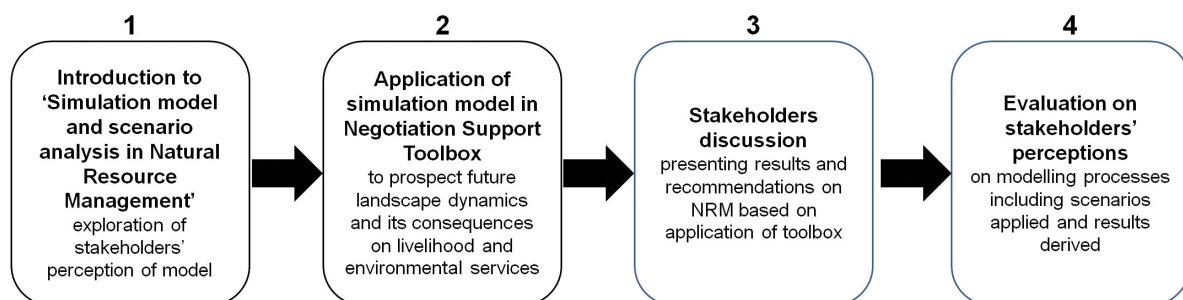 1
Introduction to
‘Simulation model
and scenario
analysis in Natural
Resource
Management’
exploration of
stakeholders’
perception of model
2
Application of
simulation model in
Negotiation Support
Toolbox
to prospect future
landscape dynamics
and its consequences
on livelihood and
environmental services
3
Stakeholders
discussion
presenting results and
recommendations on
NRM based on
application of toolbox
4
Evaluation on
stakeholders’
perceptions
on modelling processes
including scenarios
applied and results
derived